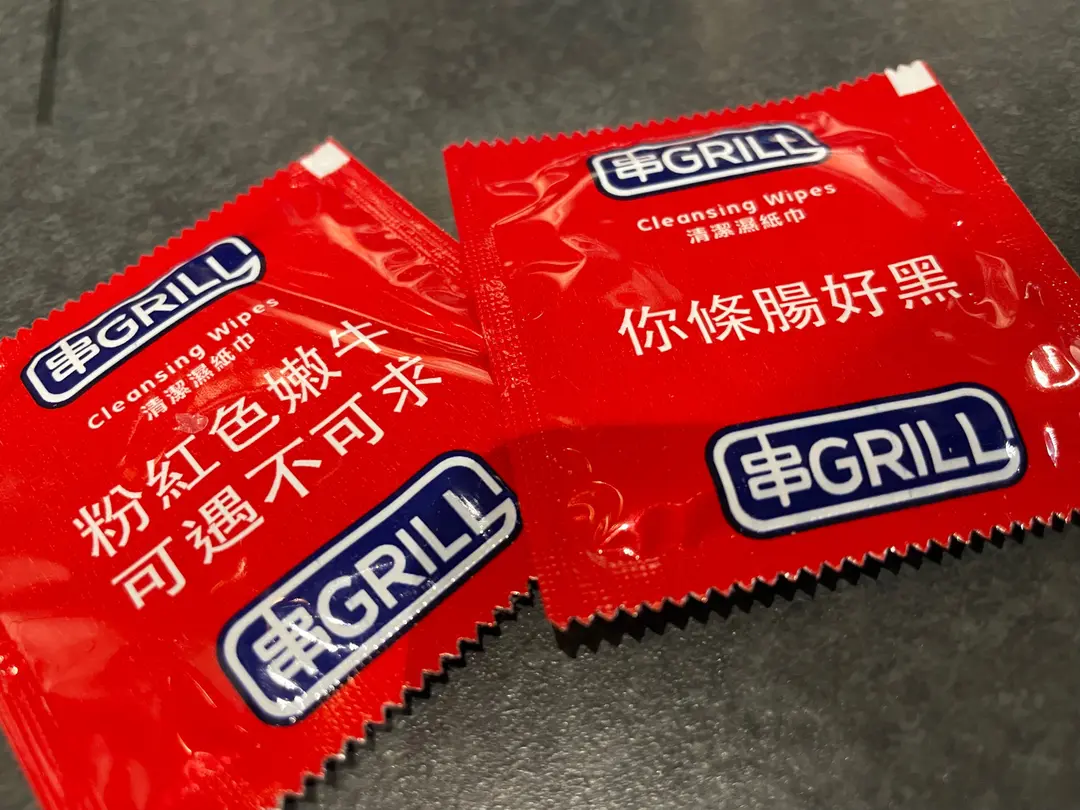 串GRILL
Cleansing Wipes
清潔濕紙巾
粉紅色嫩牛
可遇不可求
串GRILL
串GRILL
Cleansing Wipes
清潔濕紙巾
你條腸好黑
串GRILL